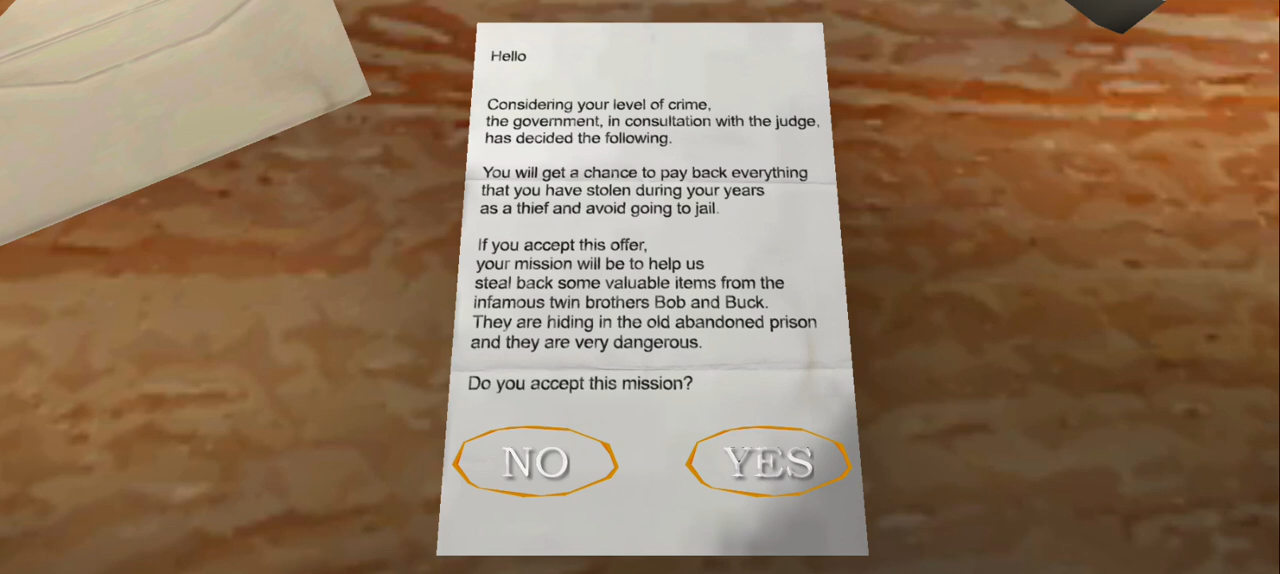 Hello
Considering your level of crime,
the government, in consultation with the judge,
has decided the following.
You will get a chance to pay back everything
that you have stolen during your years
as a thief and avoid going to jail.
If you accept this offer,
your mission will be to help us
steal back some valuable items from the
infamous twin brothers Bob and Buck.
They are hiding in the old abandoned prison
and they are very dangerous.
Do you accept this mission?
NO YES